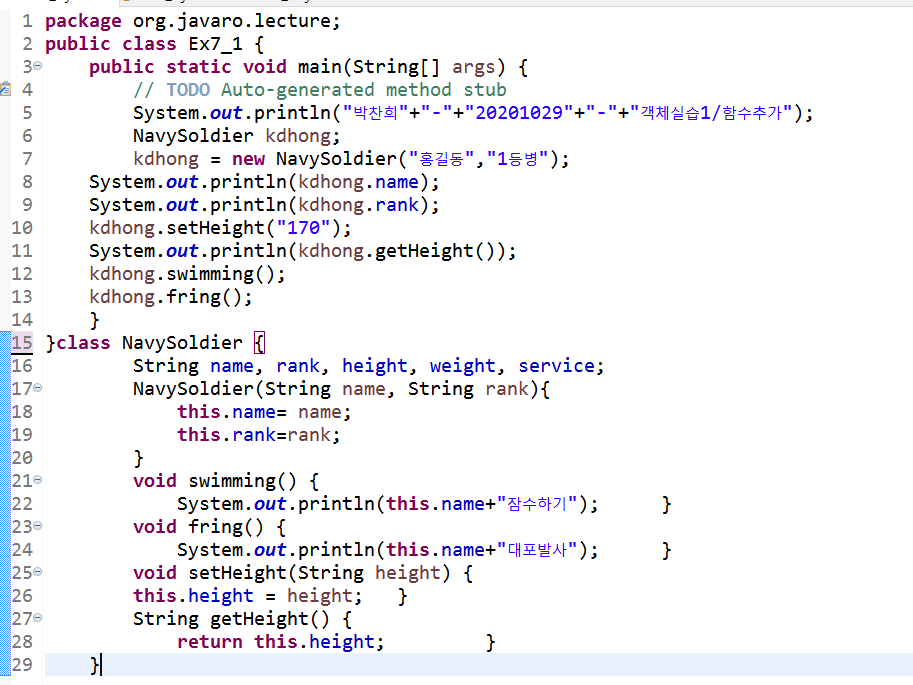 1 package org.javaro.lecture;
2 public class Ex7_1 {
3 public static void main(String[] args) {
4 // TODO Auto-generated method stub
5 System.out.println("박찬희"+"-"+"20201029"+"-"+"객체실습1/함수추가");
6 NavySoldier kdhong;
7 kdhong = new NavySoldier("홍길동","1등병");
8 System.out.println(kdhong.name);
9 System.out.println(kdhong.rank);
10 kdhong.setHeight("170");
11 System.out.println(kdhong.getHeight());
12 kdhong.swimming();
13 kdhong.fring();
14 }
15 }class NavySoldier {
16 String name, rank, height, weight, service;
17 NavySoldier(String name, String rank){
18 this.name= name;
19 this.rank=rank;
20 }
21 void swimming() {
22 System.out.println(this.name+"잠수하기"); }
23 void fring() {
24 System.out.println(this.name+"대포발사"); }
25 void setHeight(String height) {
26 this.height = height; }
27 String getHeight() {
28 return this.height; }
29 }